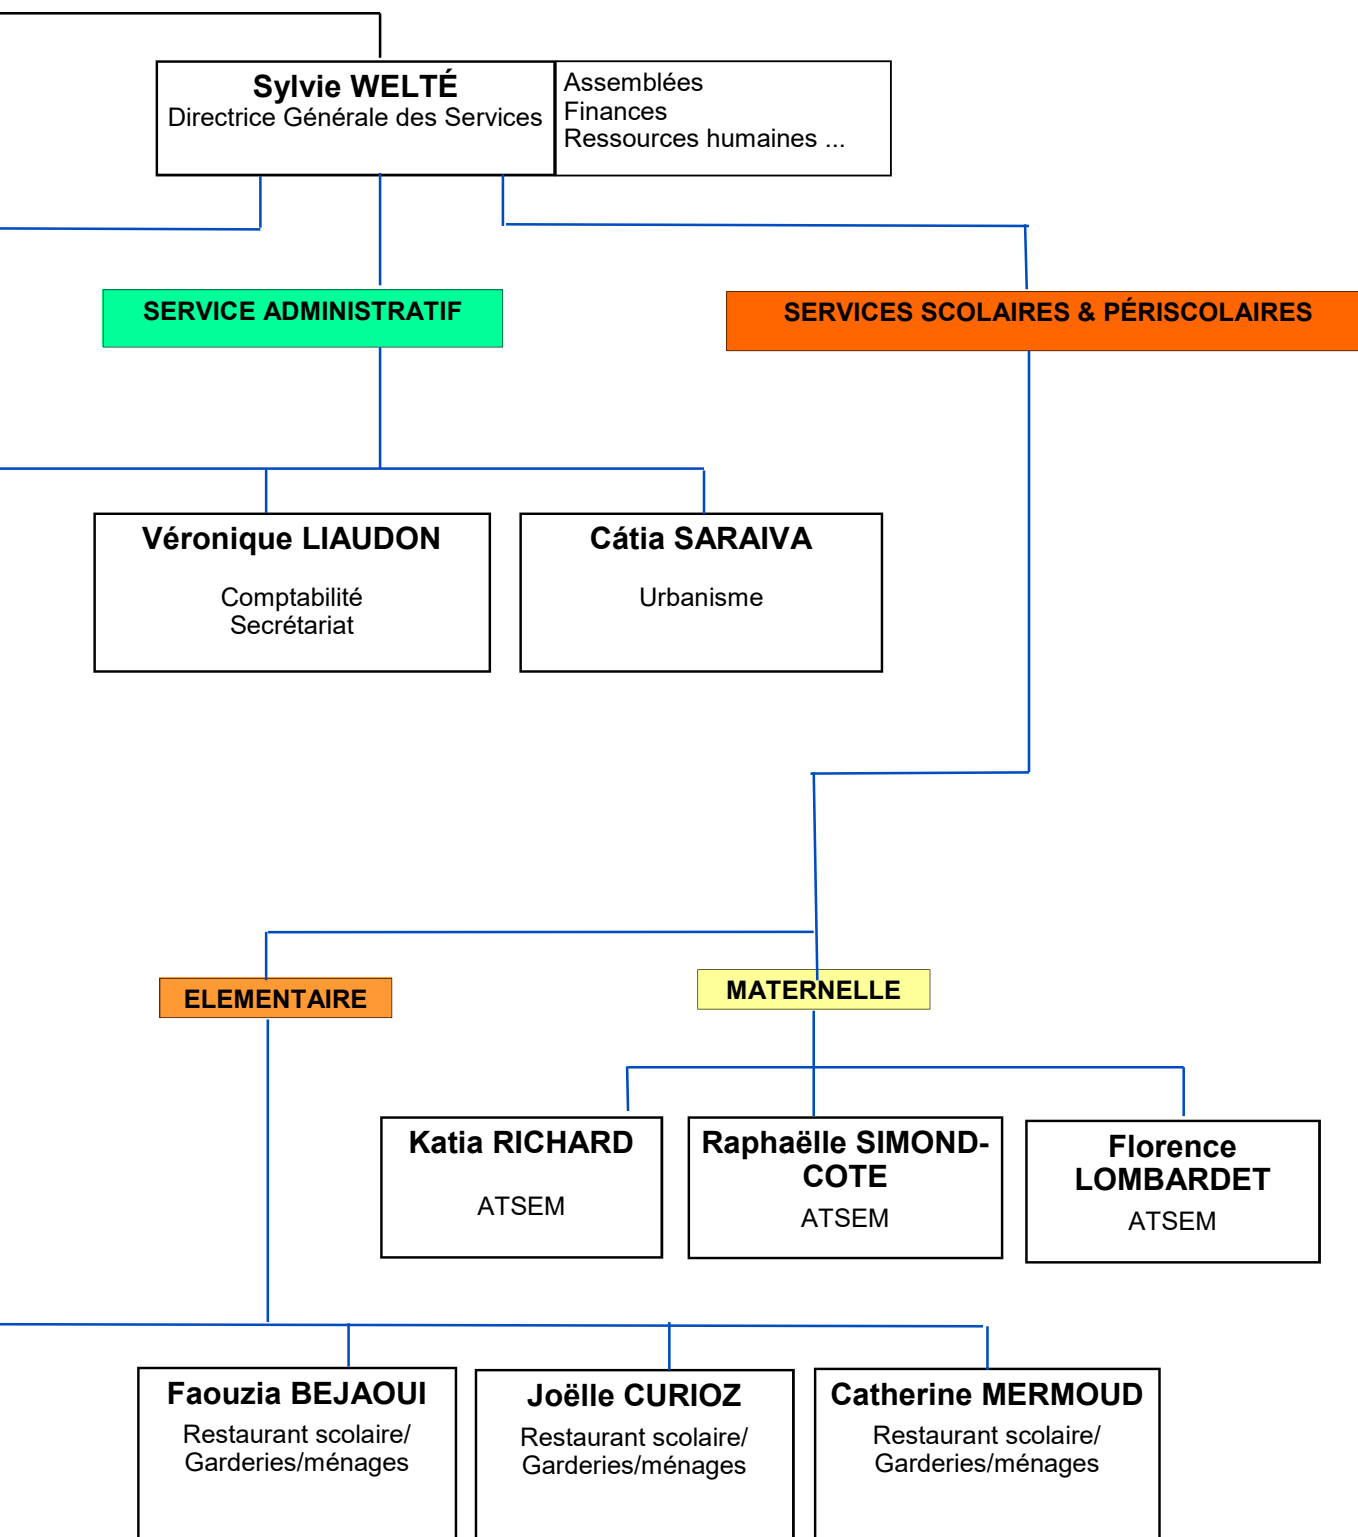 Sylvie WELTÉ
Directrice Générale des Services
Assemblées
Finances
Ressources humaines ...
SERVICE ADMINISTRATIF
SERVICES SCOLAIRES & PÉRISCOLAIRES
Véronique LIAUDON
Comptabilité
Secrétariat
Cátia SARAIVA
Urbanisme
ELEMENTAIRE
MATERNELLE
Katia RICHARD
ATSEM
Raphaëlle SIMOND-
COTE
ATSEM
Florence
LOMBARDET
ATSEM
Faouzia BEJAOUI
Restaurant scolaire/
Garderies/ménages
Joëlle CURIOZ
Restaurant scolaire/
Garderies/ménages
Catherine MERMOUD
Restaurant scolaire/
Garderies/ménages